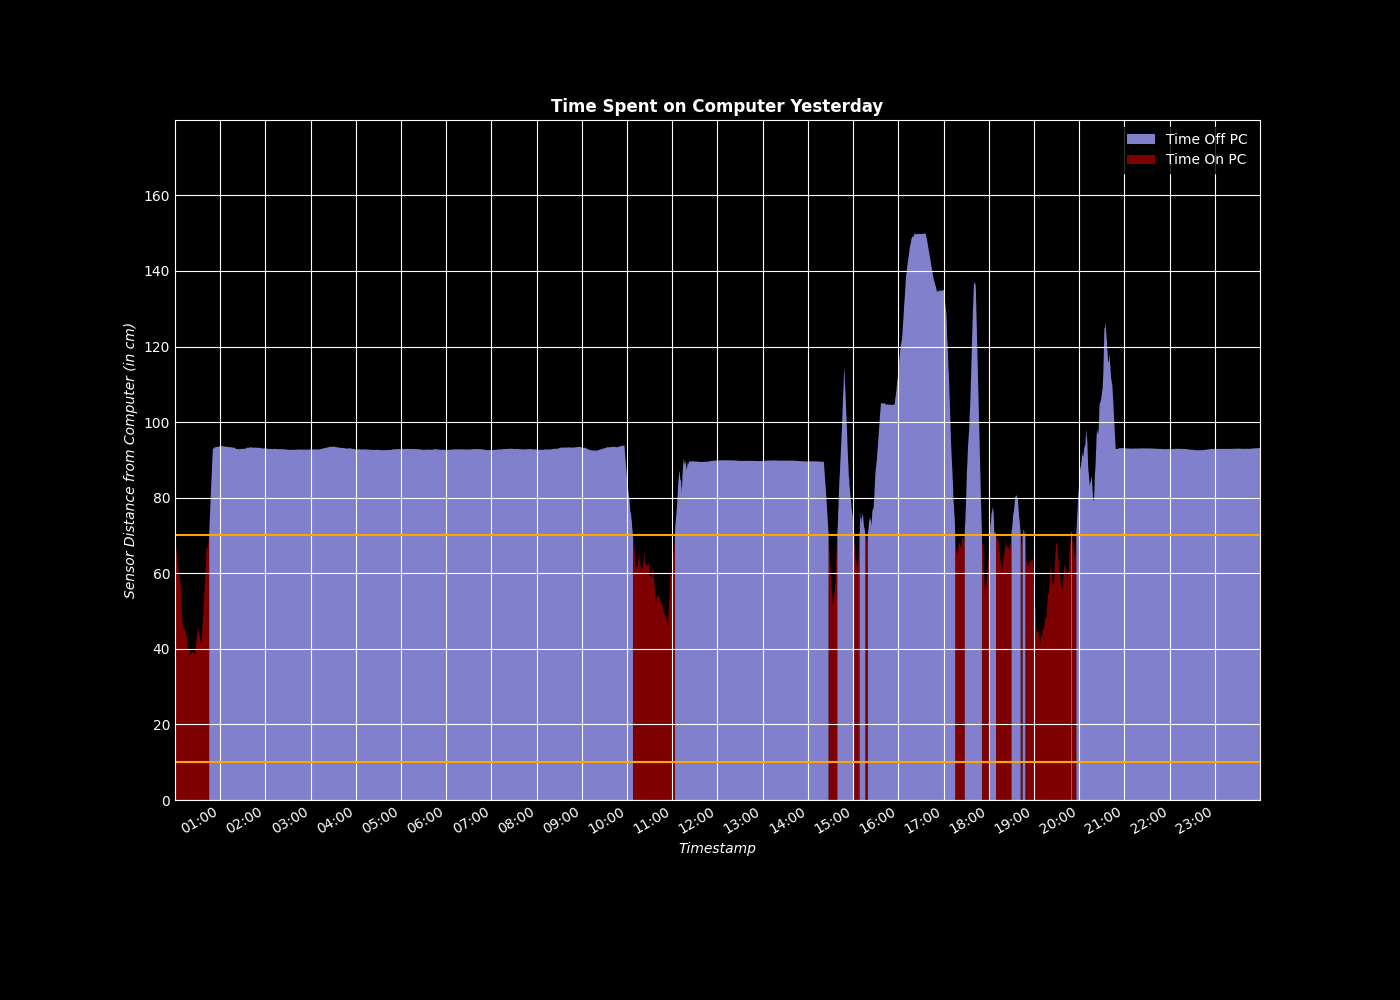 Time Spent on Computer Yesterday
Time Off PC
Time On PC
Sensor Distance from Computer (in cm)
160
140
120
100
80
60
40
20
0
01:00 02:00 03:00 04:00 05:00 06:00 07:00 08:00 09:00 10:00 11:00 12:00 13:00 14:00 15:00 16:00 17:00 18:00 19:00 20:00 21:00 22:00 23:00
Timestamp